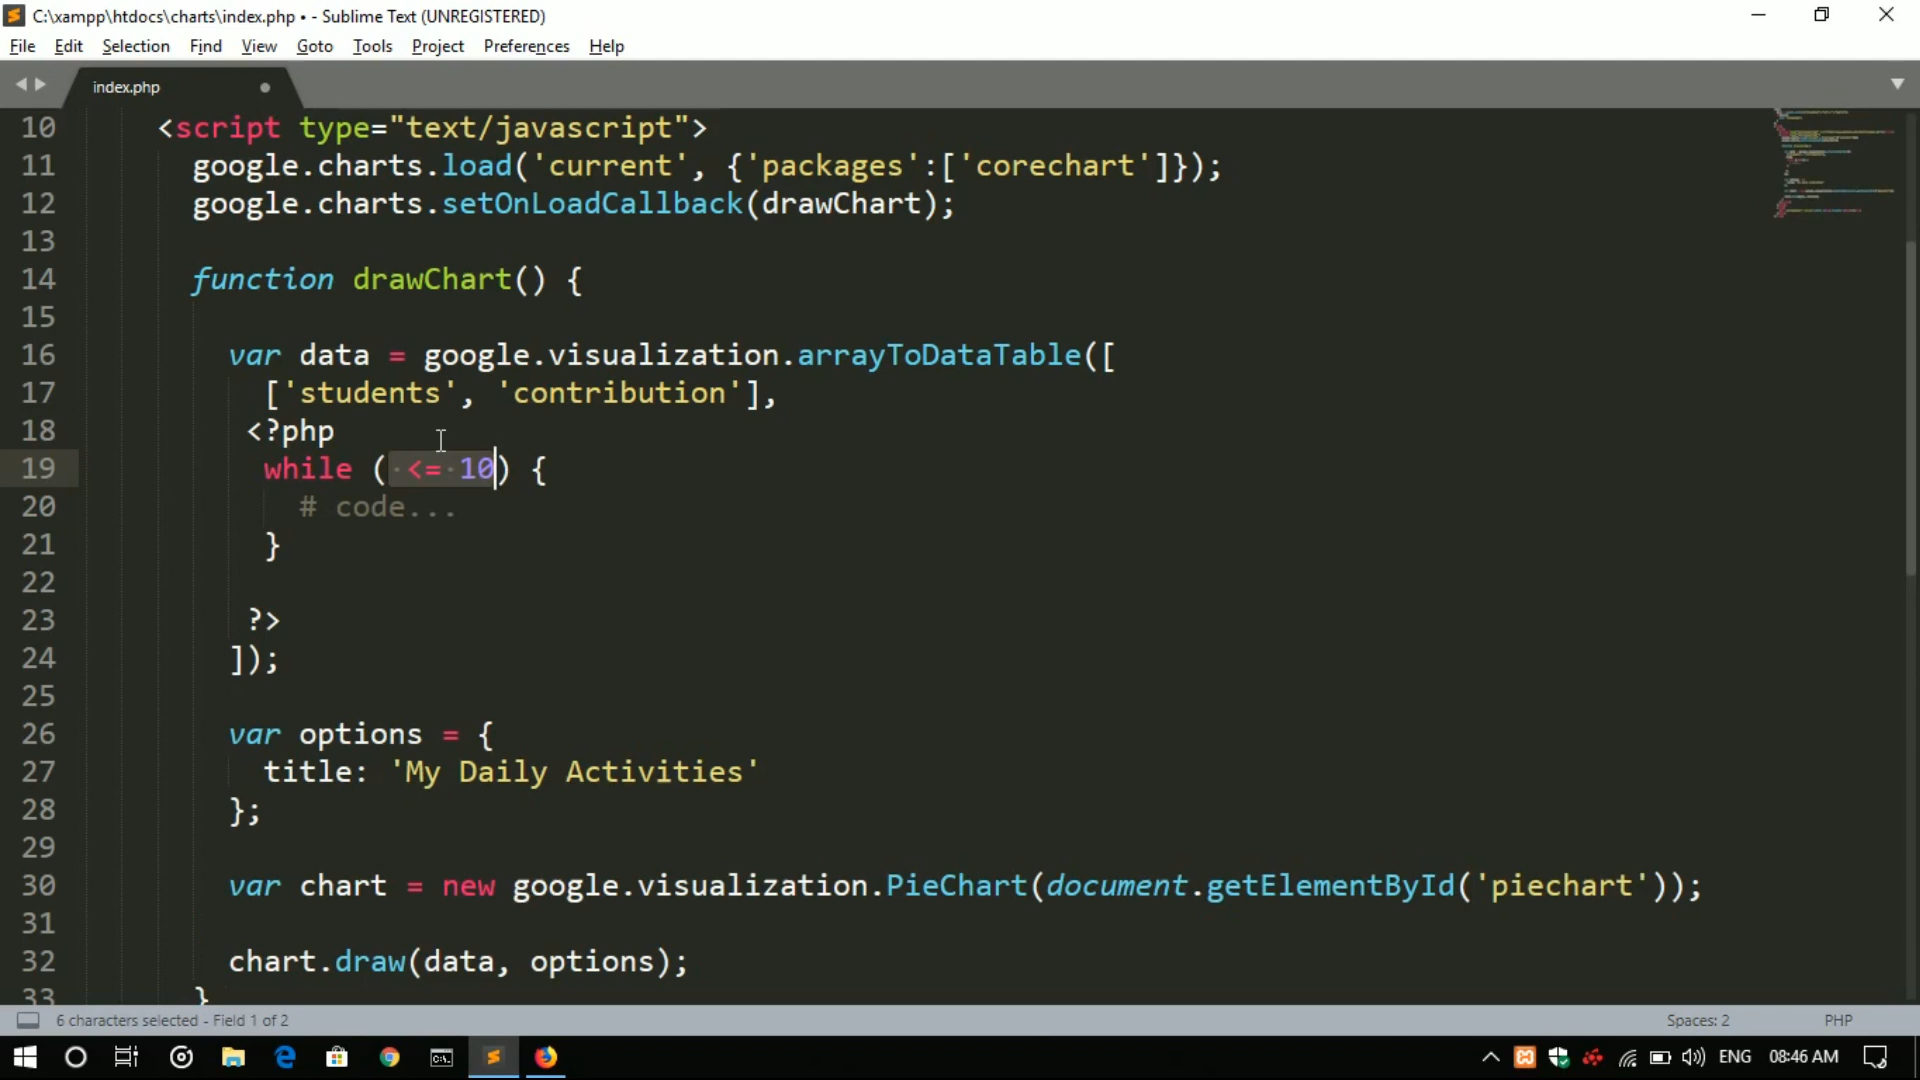 C:\xampp\htdocs\charts\index.php • - Sublime Text (UNREGISTERED)
File Edit Selection Find View Goto Tools Project Preferences Help
index.php
10 <script type="text/javascript">
11 google.charts.load('current', {'packages':['corechart']});
12 google.charts.setOnLoadCallback(drawChart);
13
14 function drawChart() {
15
16 var data = google.visualization.arrayToDataTable([
17 ['students', 'contribution'],
18 <?php
19 while ( <= 10) {
20 # code...
21 }
22
23 ?>
24 ]);
25
26 var options = {
27 title: 'My Daily Activities'
28 };
29
30 var chart = new google.visualization.PieChart(document.getElementById('piechart'));
31
32 chart.draw(data, options);
33 }
6 characters selected - Field 1 of 2 Spaces: 2 PHP
ENG 08:46 AM